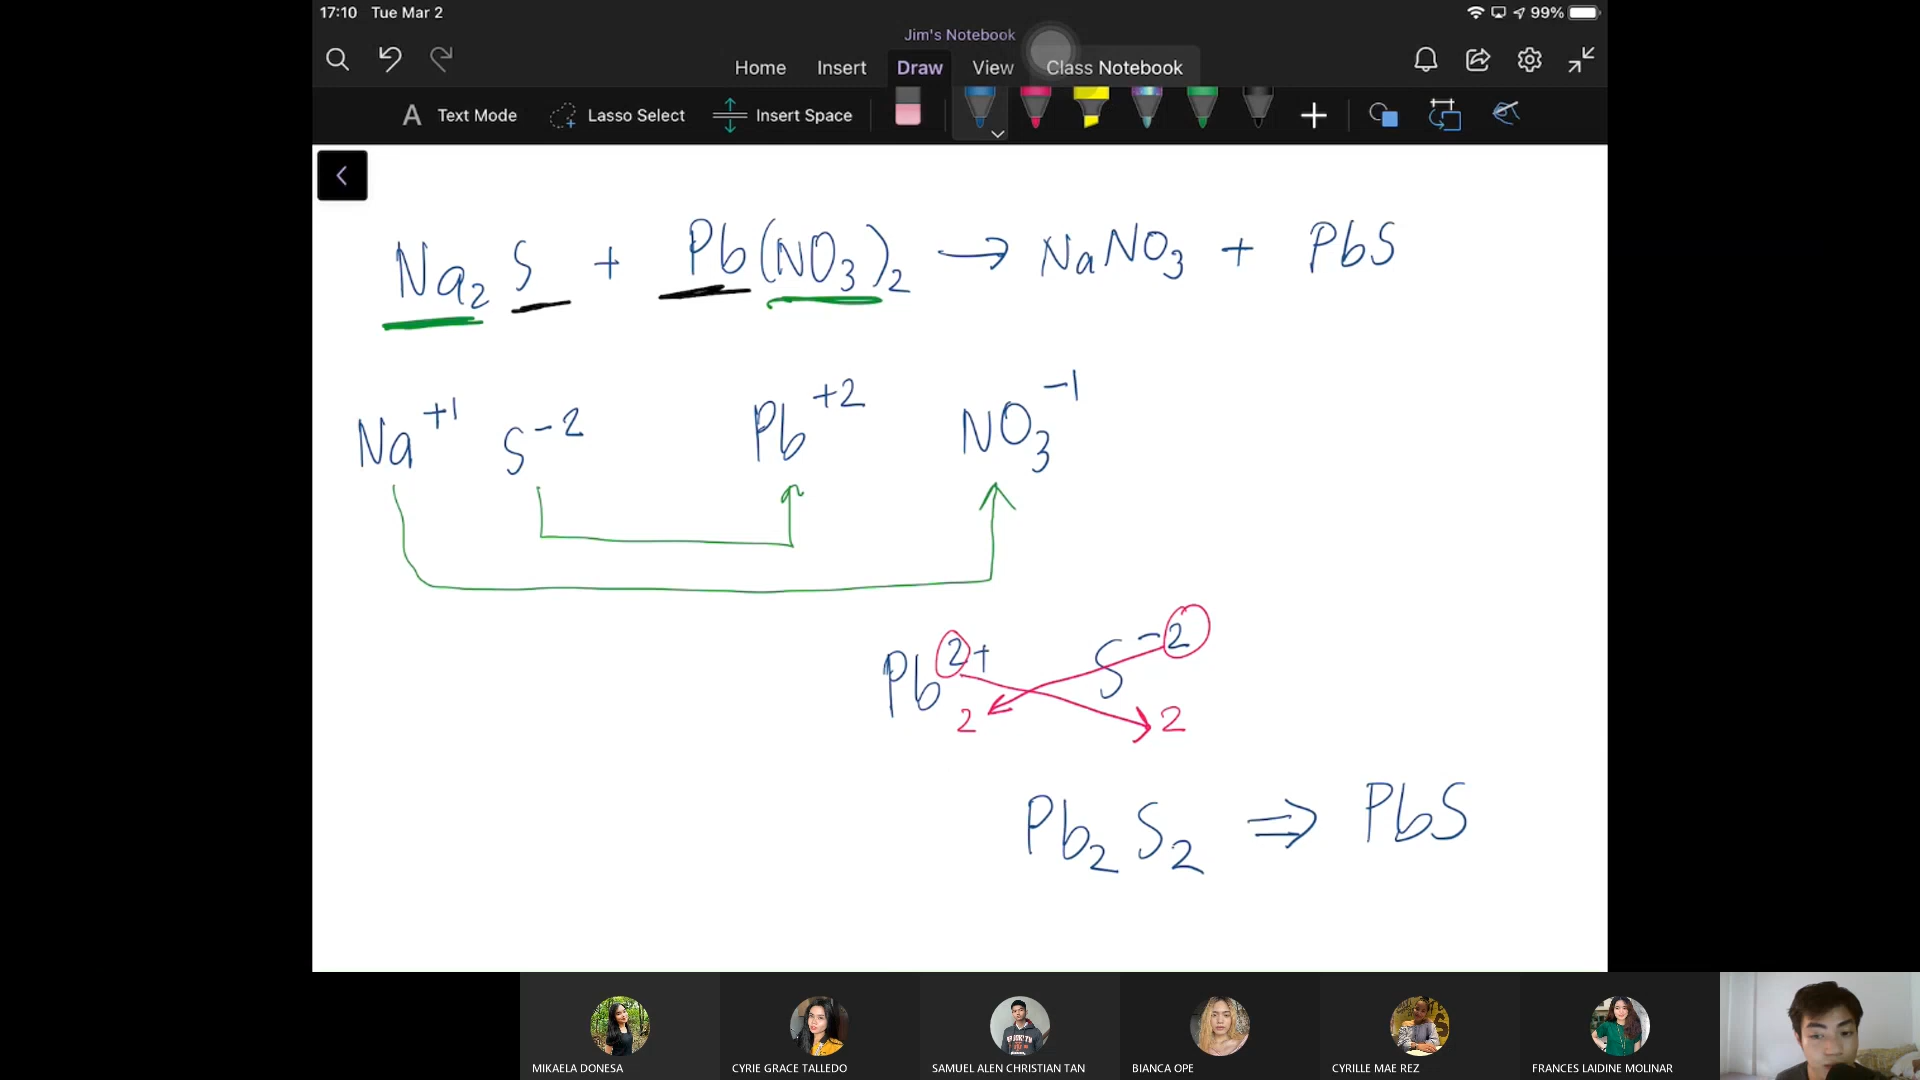 17:10 Tue Mar 2 99%
Jim's Notebook
Home Insert Draw View Class Notebook
A Text Mode Lasso Select Insert Space
Na₂S + Pb(NO₃)₂ → NaNO₃ + PbS
Na⁺¹ S⁻² Pb⁺² NO₃⁻¹
Pb²⁺ S⁻²
2 2
Pb₂S₂ ⇒ PbS
MIKAELA DONESA CYRIE GRACE TALLEDO SAMUEL ALEN CHRISTIAN TAN BIANCA OPE CYRILLE MAE REZ FRANCES LAIDINE MOLINAR